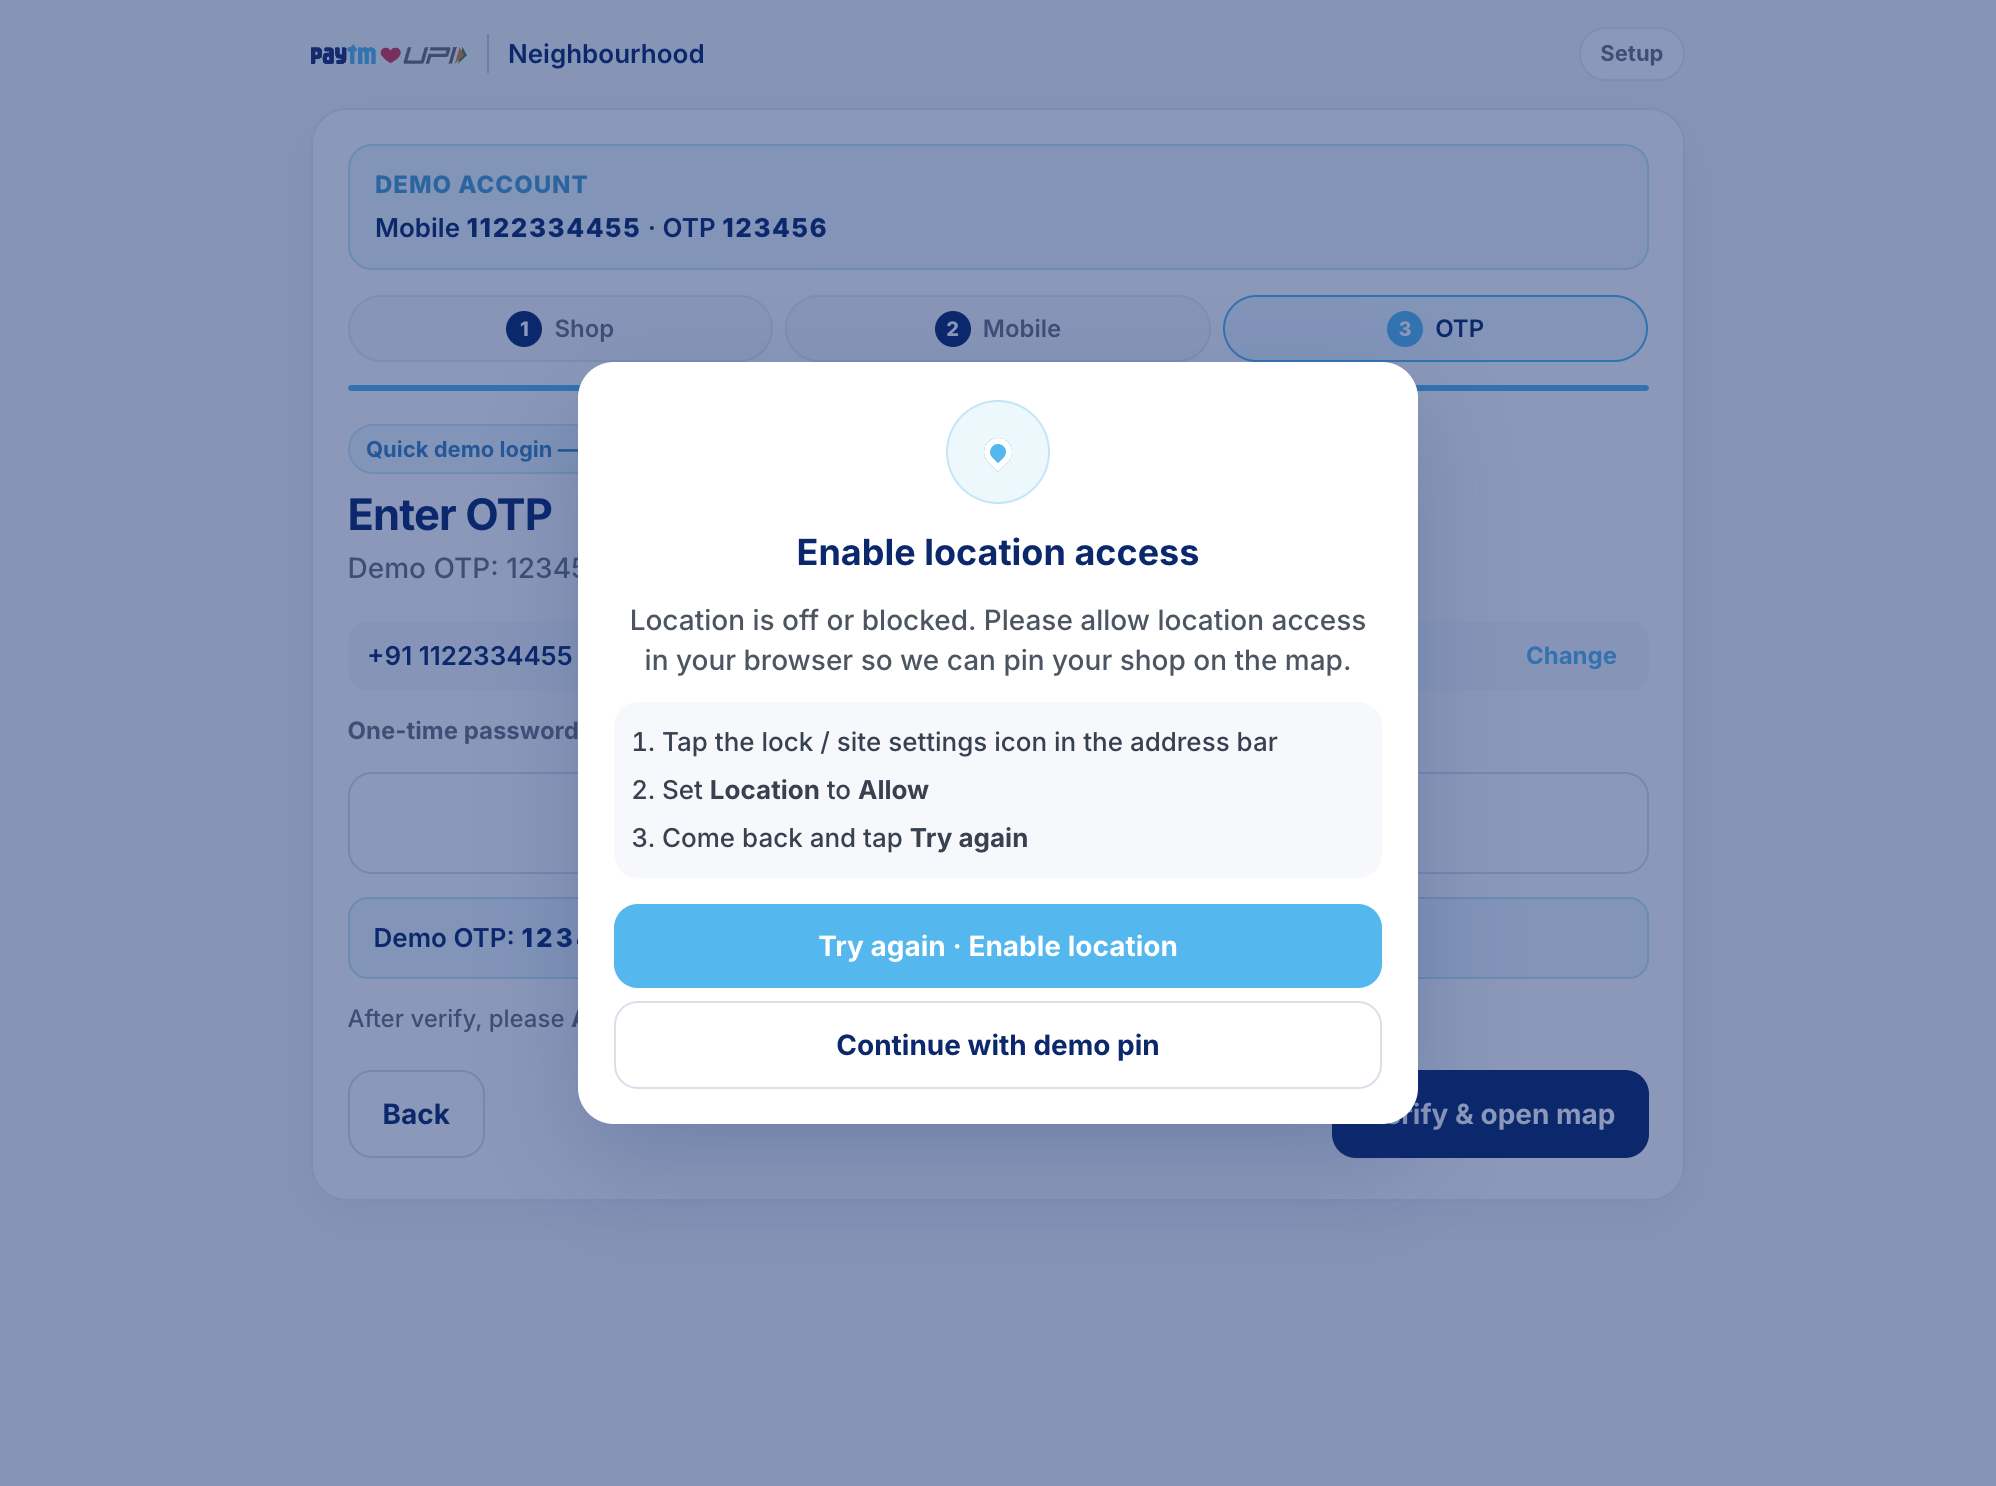 paytm UPI Neighbourhood
Setup
DEMO ACCOUNT
Mobile 1122334455 · OTP 123456
1 Shop
2 Mobile
3 OTP
Quick demo login —
Enter OTP
Demo OTP:
+91 1122334455
Change
One-time password
Demo OTP:
After verify, please
Back
& open map
Enable location access
Location is off or blocked. Please allow location access
in your browser so we can pin your shop on the map.
1. Tap the lock / site settings icon in the address bar
2. Set Location to Allow
3. Come back and tap Try again
Try again · Enable location
Continue with demo pin